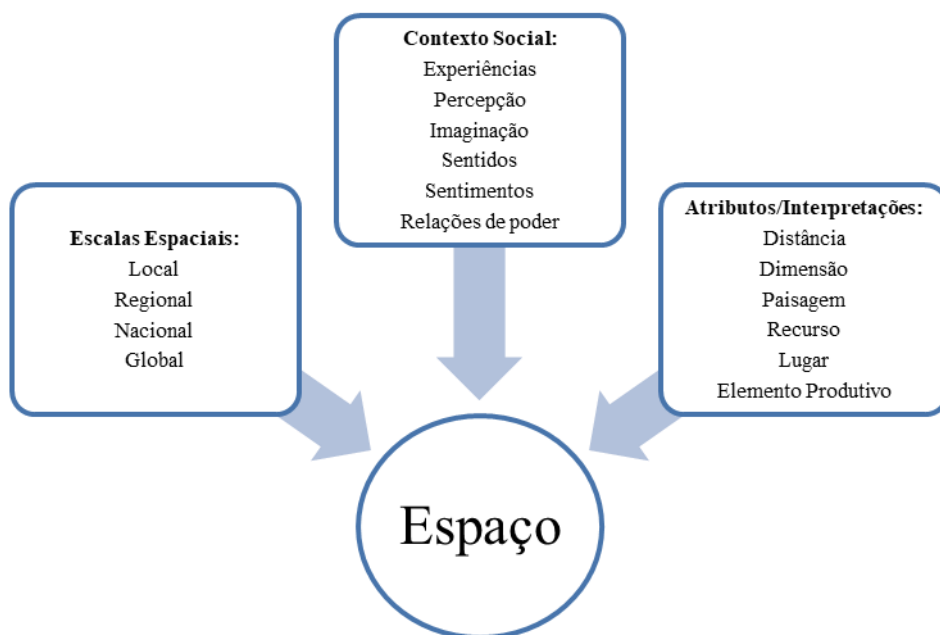 Contexto Social:
Experiências
Percepção
Imaginação
Sentidos
Sentimentos
Relações de poder
Escalas Espaciais:
Local
Regional
Nacional
Global
Atributos/Interpretações:
Distância
Dimensão
Paisagem
Recurso
Lugar
Elemento Produtivo
Espaço